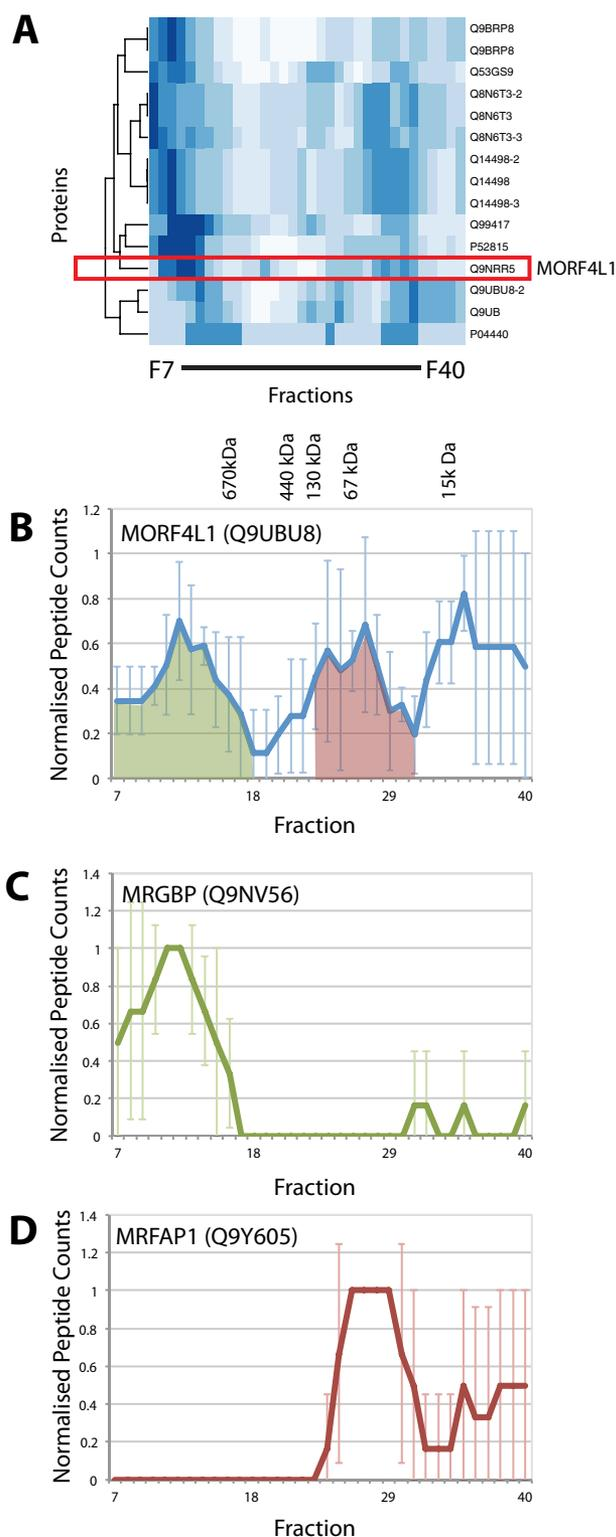 A
Proteins
Q9BRP8
Q9BRP8
Q53GS9
Q8N6T3-2
Q8N6T3
Q8N6T3-3
Q14498-2
Q14498
Q14498-3
Q99417
P52815
Q9NRR5 MORF4L1
Q9UBU8-2
Q9UB
P04440
F7 F40
Fractions
670kDa 440 kDa 130 kDa 67 kDa 15k Da
B
MORF4L1 (Q9UBU8)
Normalised Peptide Counts
1.2
1
0.8
0.6
0.4
0.2
0
7 18 29 40
Fraction
C
MRGBP (Q9NV56)
Normalised Peptide Counts
1.4
1.2
1
0.8
0.6
0.4
0.2
0
7 18 29 40
Fraction
D
MRFAP1 (Q9Y605)
Normalised Peptide Counts
1.4
1.2
1
0.8
0.6
0.4
0.2
0
7 18 29 40
Fraction